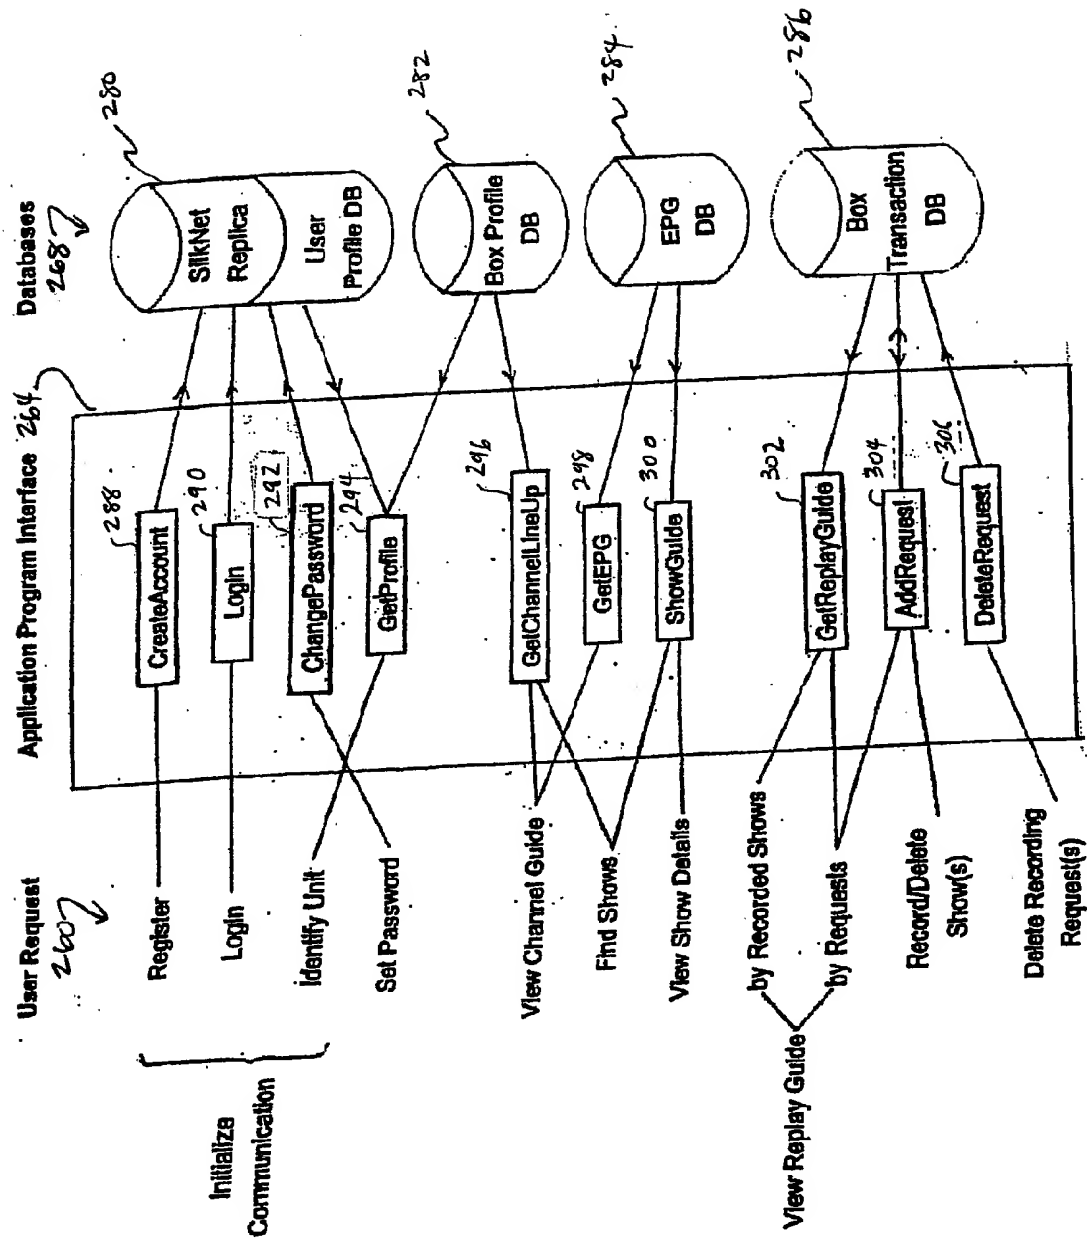 User Request
260
Application Program Interface 264
Databases
268
Initialize
Communication
Register
Login
Identify Unit
Set Password
View Channel Guide
Find Shows
View Show Details
View Replay Guide
by Recorded Shows
by Requests
Record/Delete
Show(s)
Delete Recording
Request(s)
288
CreateAccount
290
Login
292
ChangePassword
294
GetProfile
296
GetChannelLineUp
298
GetEPG
300
ShowGuide
302
GetReplayGuide
304
AddRequest
306
DeleteRequest
280
SilkNet
Replica
User
Profile DB
282
Box Profile
DB
284
EPG
DB
286
Box
Transaction
DB